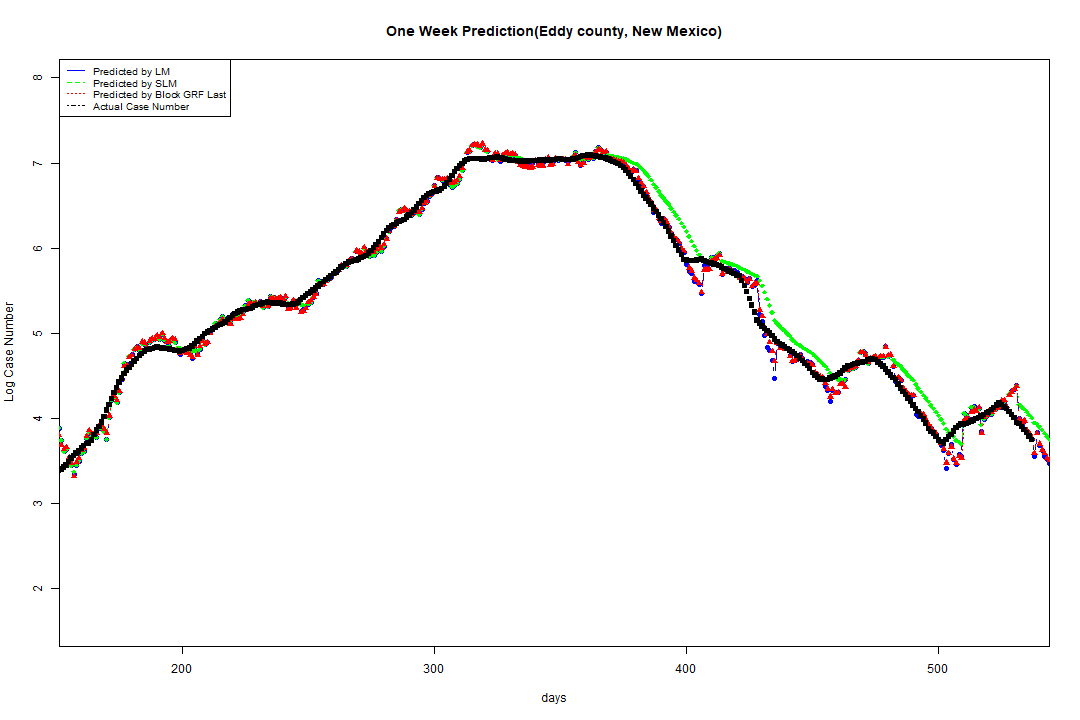 One Week Prediction(Eddy county, New Mexico)
Predicted by LM
Predicted by SLM
Predicted by Block GRF Last
Actual Case Number
8
7
6
5
4
3
2
Log Case Number
200 300 400 500
days